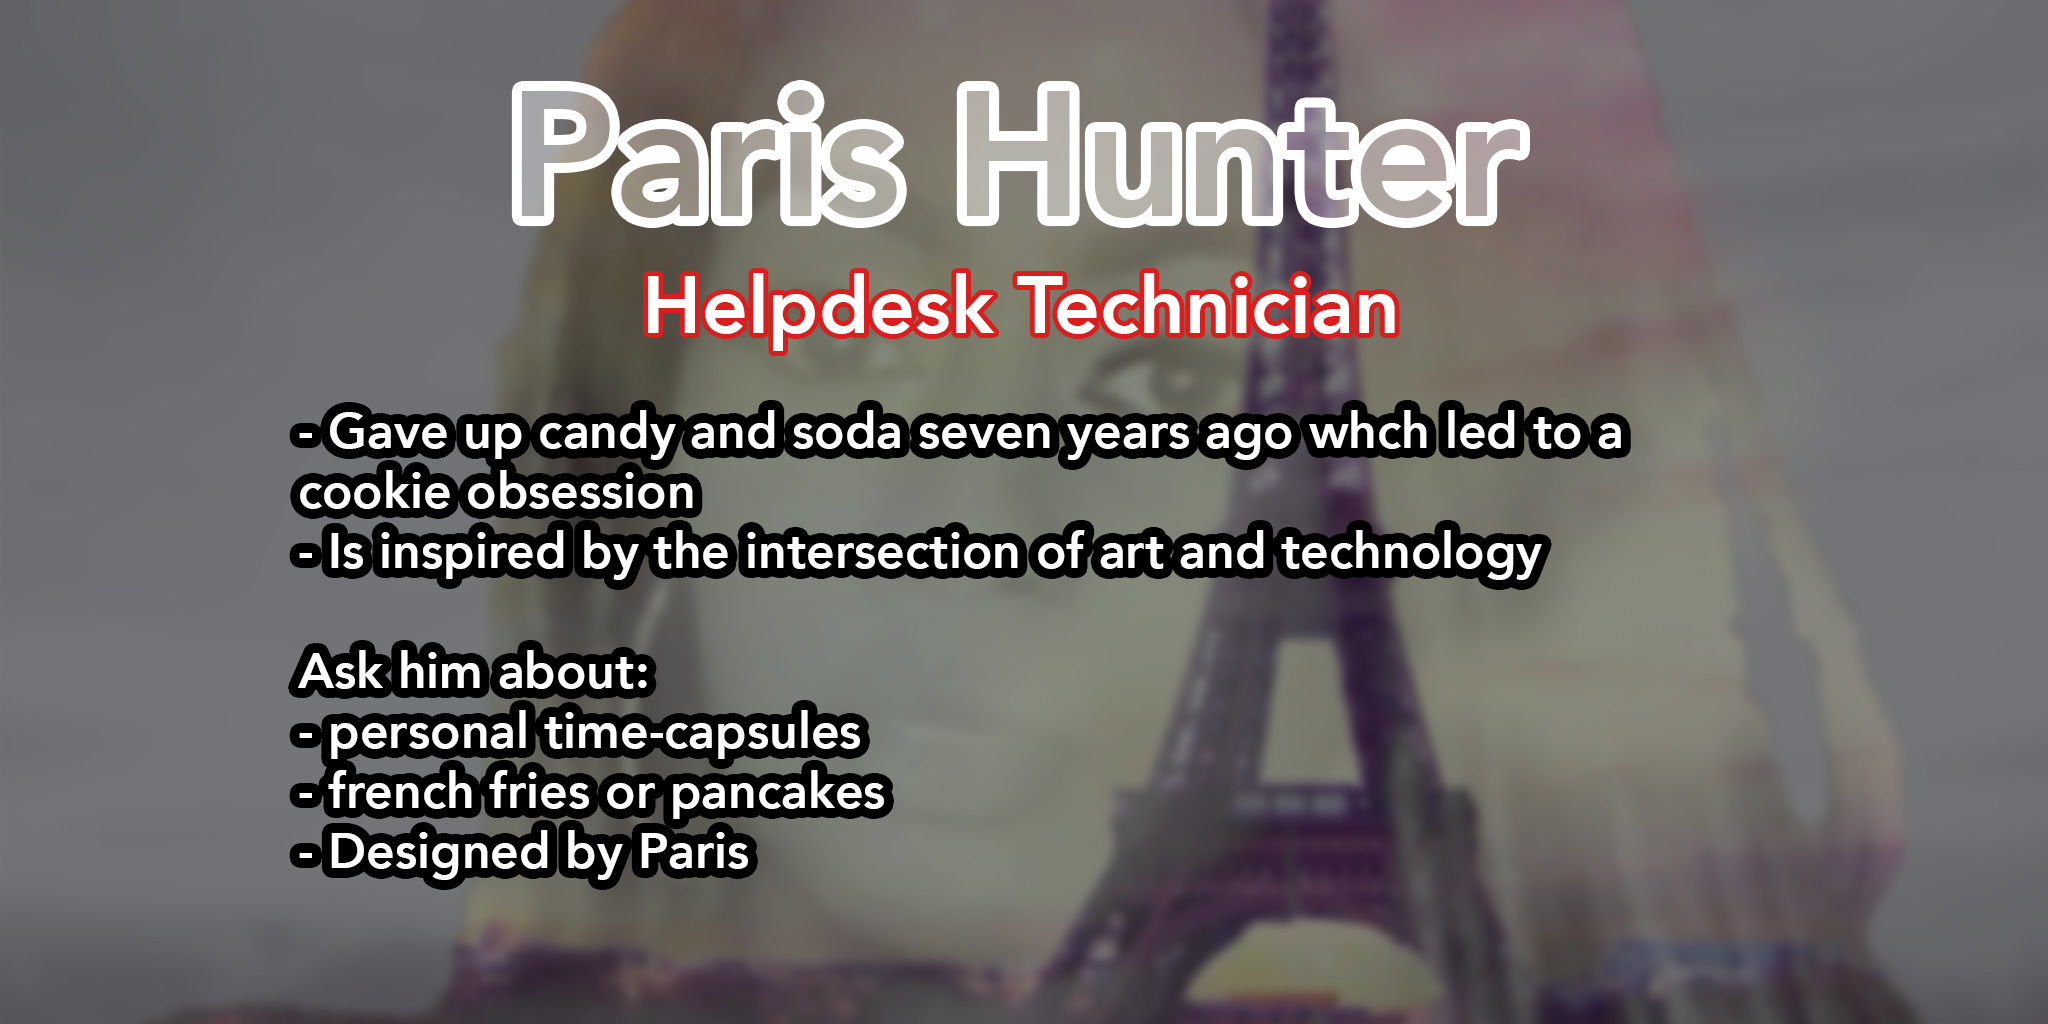 Paris Hunter
Helpdesk Technician
- Gave up candy and soda seven years ago whch led to a
cookie obsession
- Is inspired by the intersection of art and technology
Ask him about:
- personal time-capsules
- french fries or pancakes
- Designed by Paris